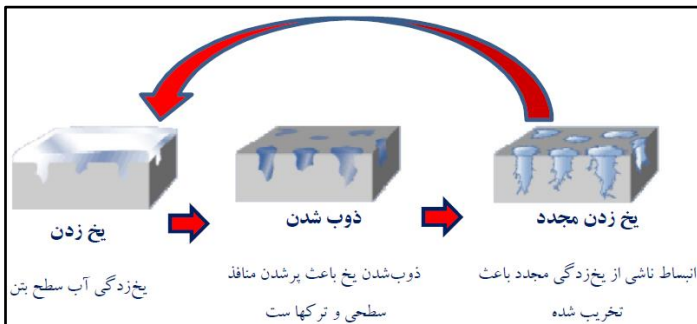 یخ زدن
یخ‌زدگی آب سطح بتن
ذوب شدن
ذوب‌شدن یخ باعث پرشدن منافذ
سطحی و ترکها ست
یخ زدن مجدد
انبساط ناشی از یخ‌زدگی مجدد باعث
تخریب شده